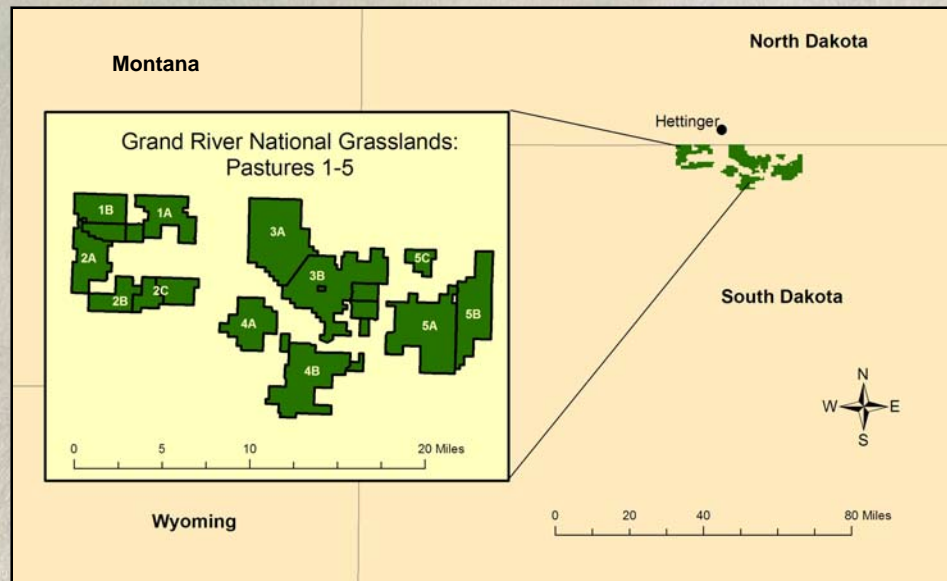 North Dakota
Montana
Hettinger
Grand River National Grasslands:
Pastures 1-5
1B
1A
3A
2A
3B
5C
2B
2C
4A
5A
5B
4B
South Dakota
N
W
E
S
0
5
10
20 Miles
Wyoming
0
20
40
80 Miles